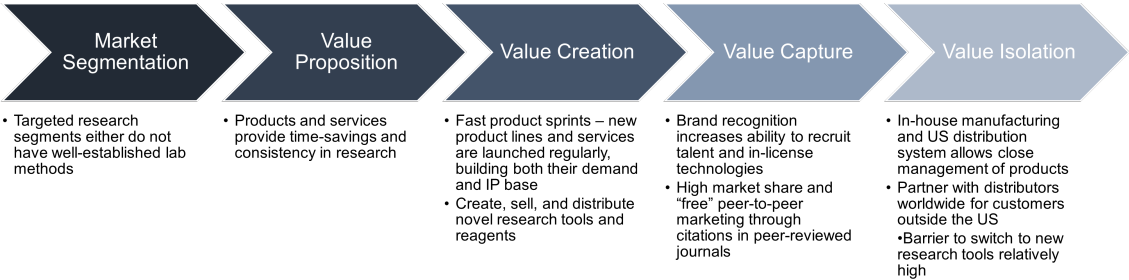 Market
Segmentation
• Targeted research
segments either do not
have well-established lab
methods
Value
Proposition
• Products and services
provide time-savings and
consistency in research
Value Creation
• Fast product sprints – new
product lines and services
are launched regularly,
building both their demand
and IP base
• Create, sell, and distribute
novel research tools and
reagents
Value Capture
• Brand recognition
increases ability to recruit
talent and in-license
technologies
• High market share and
“free” peer-to-peer
marketing through
citations in peer-reviewed
journals
Value Isolation
• In-house manufacturing
and US distribution
system allows close
management of products
• Partner with distributors
worldwide for customers
outside the US
•Barrier to switch to new
research tools relatively
high